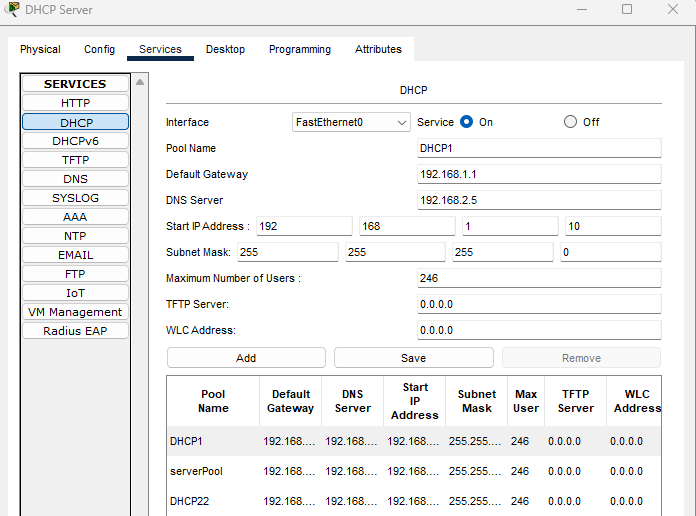 DHCP Server
Physical Config Services Desktop Programming Attributes
SERVICES
HTTP
DHCP
DHCPv6
TFTP
DNS
SYSLOG
AAA
NTP
EMAIL
FTP
IoT
VM Management
Radius EAP
DHCP
Interface FastEthernet0 Service On Off
Pool Name DHCP1
Default Gateway 192.168.1.1
DNS Server 192.168.2.5
Start IP Address : 192 168 1 10
Subnet Mask: 255 255 255 0
Maximum Number of Users : 246
TFTP Server: 0.0.0.0
WLC Address: 0.0.0.0
Add Save Remove
Pool Name Default Gateway DNS Server Start IP Address Subnet Mask Max User TFTP Server WLC Address
DHCP1 192.168.... 192.168.... 192.168.... 255.255.... 246 0.0.0.0 0.0.0.0
serverPool 192.168.... 192.168.... 192.168.... 255.255.... 246 0.0.0.0 0.0.0.0
DHCP22 192.168.... 192.168.... 192.168.... 255.255.... 246 0.0.0.0 0.0.0.0